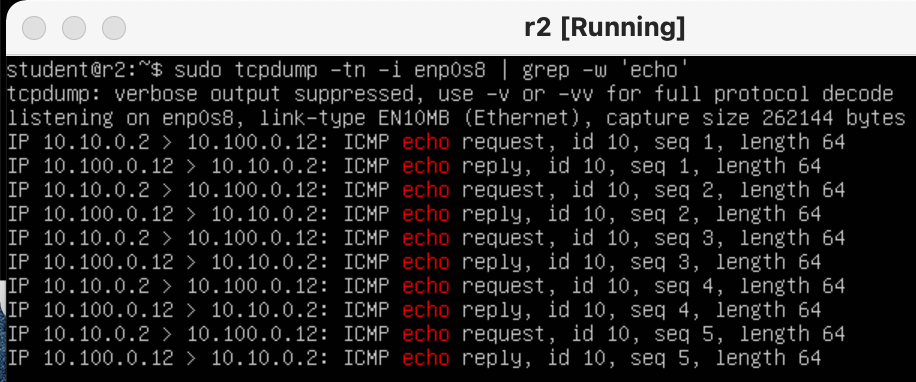 r2 [Running]
student@r2:~$ sudo tcpdump -tn -i enp0s8 | grep -w 'echo'
tcpdump: verbose output suppressed, use -v or -vv for full protocol decode
listening on enp0s8, link-type EN10MB (Ethernet), capture size 262144 bytes
IP 10.10.0.2 > 10.100.0.12: ICMP echo request, id 10, seq 1, length 64
IP 10.100.0.12 > 10.10.0.2: ICMP echo reply, id 10, seq 1, length 64
IP 10.10.0.2 > 10.100.0.12: ICMP echo request, id 10, seq 2, length 64
IP 10.100.0.12 > 10.10.0.2: ICMP echo reply, id 10, seq 2, length 64
IP 10.10.0.2 > 10.100.0.12: ICMP echo request, id 10, seq 3, length 64
IP 10.100.0.12 > 10.10.0.2: ICMP echo reply, id 10, seq 3, length 64
IP 10.10.0.2 > 10.100.0.12: ICMP echo request, id 10, seq 4, length 64
IP 10.100.0.12 > 10.10.0.2: ICMP echo reply, id 10, seq 4, length 64
IP 10.10.0.2 > 10.100.0.12: ICMP echo request, id 10, seq 5, length 64
IP 10.100.0.12 > 10.10.0.2: ICMP echo reply, id 10, seq 5, length 64